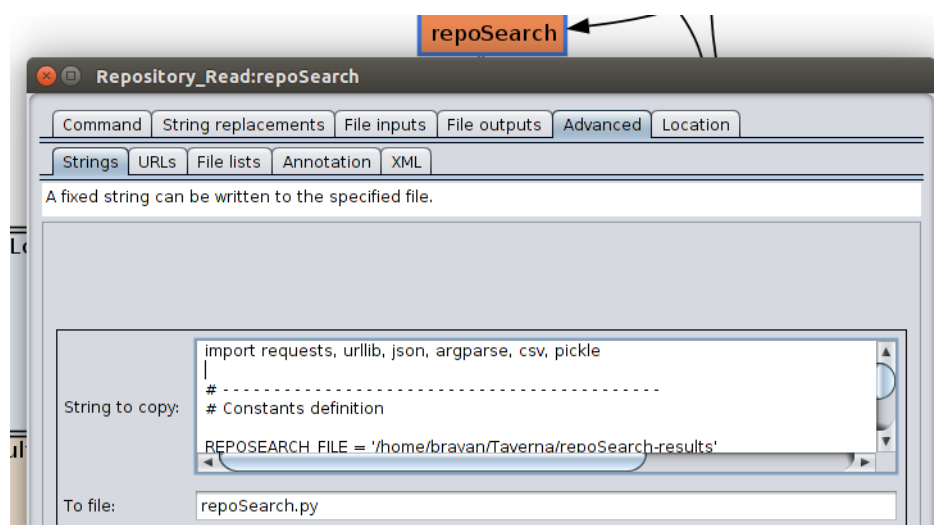 repoSearch
Repository_Read:repoSearch
Command String replacements File inputs File outputs Advanced Location
Strings URLs File lists Annotation XML
A fixed string can be written to the specified file.
import requests, urllib, json, argparse, csv, pickle
# - - - - - - - - - - - - - - - - - - - - - - - - - - - - - - - - - - - - - - - - - - -
String to copy:
# Constants definition
REPOSEARCH_FILE = '/home/brayan/Taverna/repoSearch-results'
To file:
repoSearch.py